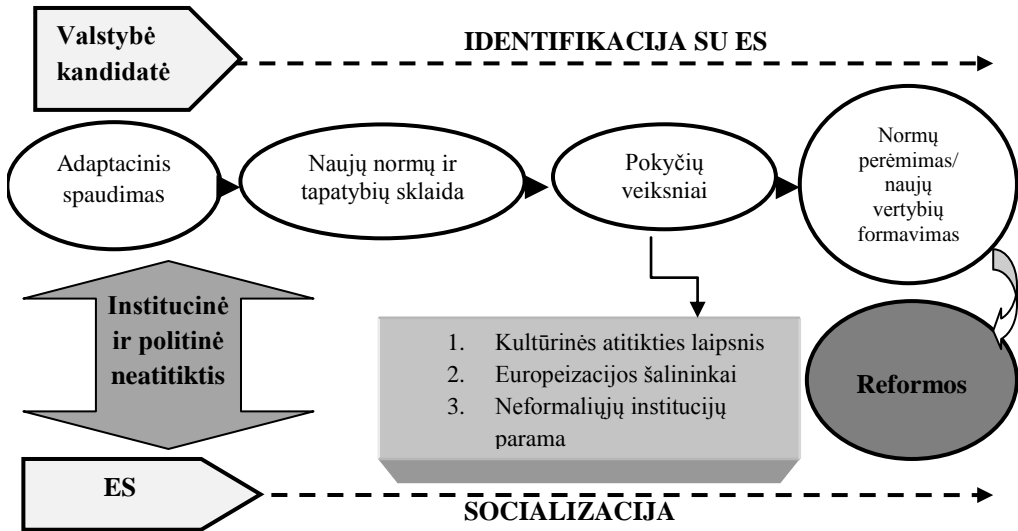 Valstybė
kandidatė
IDENTIFIKACIJA SU ES
Adaptacinis
spaudimas
Naujų normų ir
tapatybių sklaida
Pokyčių
veiksniai
Normų
perėmimas/
naujų
vertybių
formavimas
Institucinė
ir politinė
neatitiktis
1. Kultūrinės atitikties laipsnis
2. Europeizacijos šalininkai
3. Neformaliųjų institucijų
parama
Reformos
ES
SOCIALIZACIJA